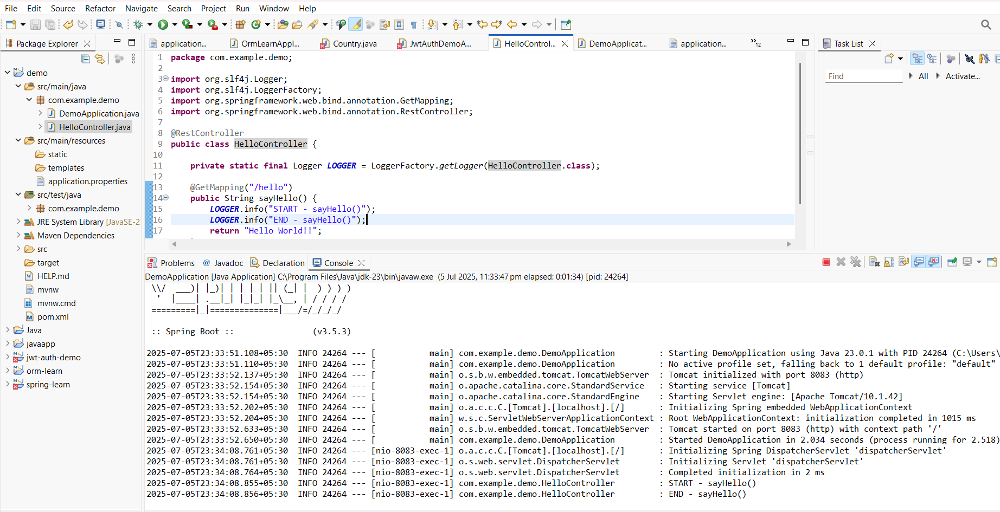 File Edit Source Refactor Navigate Search Project Run Window Help
Package Explorer
application...
OrmLearnAppl...
Country.java
JwtAuthDemoA...
HelloControl...
DemoApplicat...
application...
»12
Task List
demo
src/main/java
com.example.demo
DemoApplication.java
HelloController.java
src/main/resources
static
templates
application.properties
src/test/java
com.example.demo
JRE System Library [JavaSE-2
Maven Dependencies
src
target
HELP.md
mvnw
mvnw.cmd
pom.xml
Java
javaapp
jwt-auth-demo
orm-learn
spring-learn
1 package com.example.demo;
2
3 import org.slf4j.Logger;
4 import org.slf4j.LoggerFactory;
5 import org.springframework.web.bind.annotation.GetMapping;
6 import org.springframework.web.bind.annotation.RestController;
7
8 @RestController
9 public class HelloController {
10
11 private static final Logger LOGGER = LoggerFactory.getLogger(HelloController.class);
12
13 @GetMapping("/hello")
14 public String sayHello() {
15 LOGGER.info("START - sayHello()");
16 LOGGER.info("END - sayHello()");
17 return "Hello World!!";
Find All Activate...
Problems Javadoc Declaration Console
DemoApplication [Java Application] C:\Program Files\Java\jdk-23\bin\javaw.exe (5 Jul 2025, 11:33:47 pm elapsed: 0:01:34) [pid: 24264]
\\/  ___)| |_)| | | | | || (_| |  ) ) ) )
'  |____| .__|_| |_|_| |_\__, | / / / /
=========|_|==============|___/=/_/_/_/
:: Spring Boot :: (v3.5.3)
2025-07-05T23:33:51.108+05:30 INFO 24264 --- [ main] com.example.demo.DemoApplication : Starting DemoApplication using Java 23.0.1 with PID 24264 (C:\Users\
2025-07-05T23:33:51.110+05:30 INFO 24264 --- [ main] com.example.demo.DemoApplication : No active profile set, falling back to 1 default profile: "default"
2025-07-05T23:33:52.137+05:30 INFO 24264 --- [ main] o.s.b.w.embedded.tomcat.TomcatWebServer : Tomcat initialized with port 8083 (http)
2025-07-05T23:33:52.154+05:30 INFO 24264 --- [ main] o.apache.catalina.core.StandardService : Starting service [Tomcat]
2025-07-05T23:33:52.154+05:30 INFO 24264 --- [ main] o.apache.catalina.core.StandardEngine : Starting Servlet engine: [Apache Tomcat/10.1.42]
2025-07-05T23:33:52.202+05:30 INFO 24264 --- [ main] o.a.c.c.C.[Tomcat].[localhost].[/] : Initializing Spring embedded WebApplicationContext
2025-07-05T23:33:52.204+05:30 INFO 24264 --- [ main] w.s.c.ServletWebServerApplicationContext : Root WebApplicationContext: initialization completed in 1015 ms
2025-07-05T23:33:52.633+05:30 INFO 24264 --- [ main] o.s.b.w.embedded.tomcat.TomcatWebServer : Tomcat started on port 8083 (http) with context path '/'
2025-07-05T23:33:52.650+05:30 INFO 24264 --- [ main] com.example.demo.DemoApplication : Started DemoApplication in 2.034 seconds (process running for 2.518)
2025-07-05T23:34:08.761+05:30 INFO 24264 --- [nio-8083-exec-1] o.a.c.c.C.[Tomcat].[localhost].[/] : Initializing Spring DispatcherServlet 'dispatcherServlet'
2025-07-05T23:34:08.761+05:30 INFO 24264 --- [nio-8083-exec-1] o.s.web.servlet.DispatcherServlet : Initializing Servlet 'dispatcherServlet'
2025-07-05T23:34:08.764+05:30 INFO 24264 --- [nio-8083-exec-1] o.s.web.servlet.DispatcherServlet : Completed initialization in 2 ms
2025-07-05T23:34:08.855+05:30 INFO 24264 --- [nio-8083-exec-1] com.example.demo.HelloController : START - sayHello()
2025-07-05T23:34:08.856+05:30 INFO 24264 --- [nio-8083-exec-1] com.example.demo.HelloController : END - sayHello()